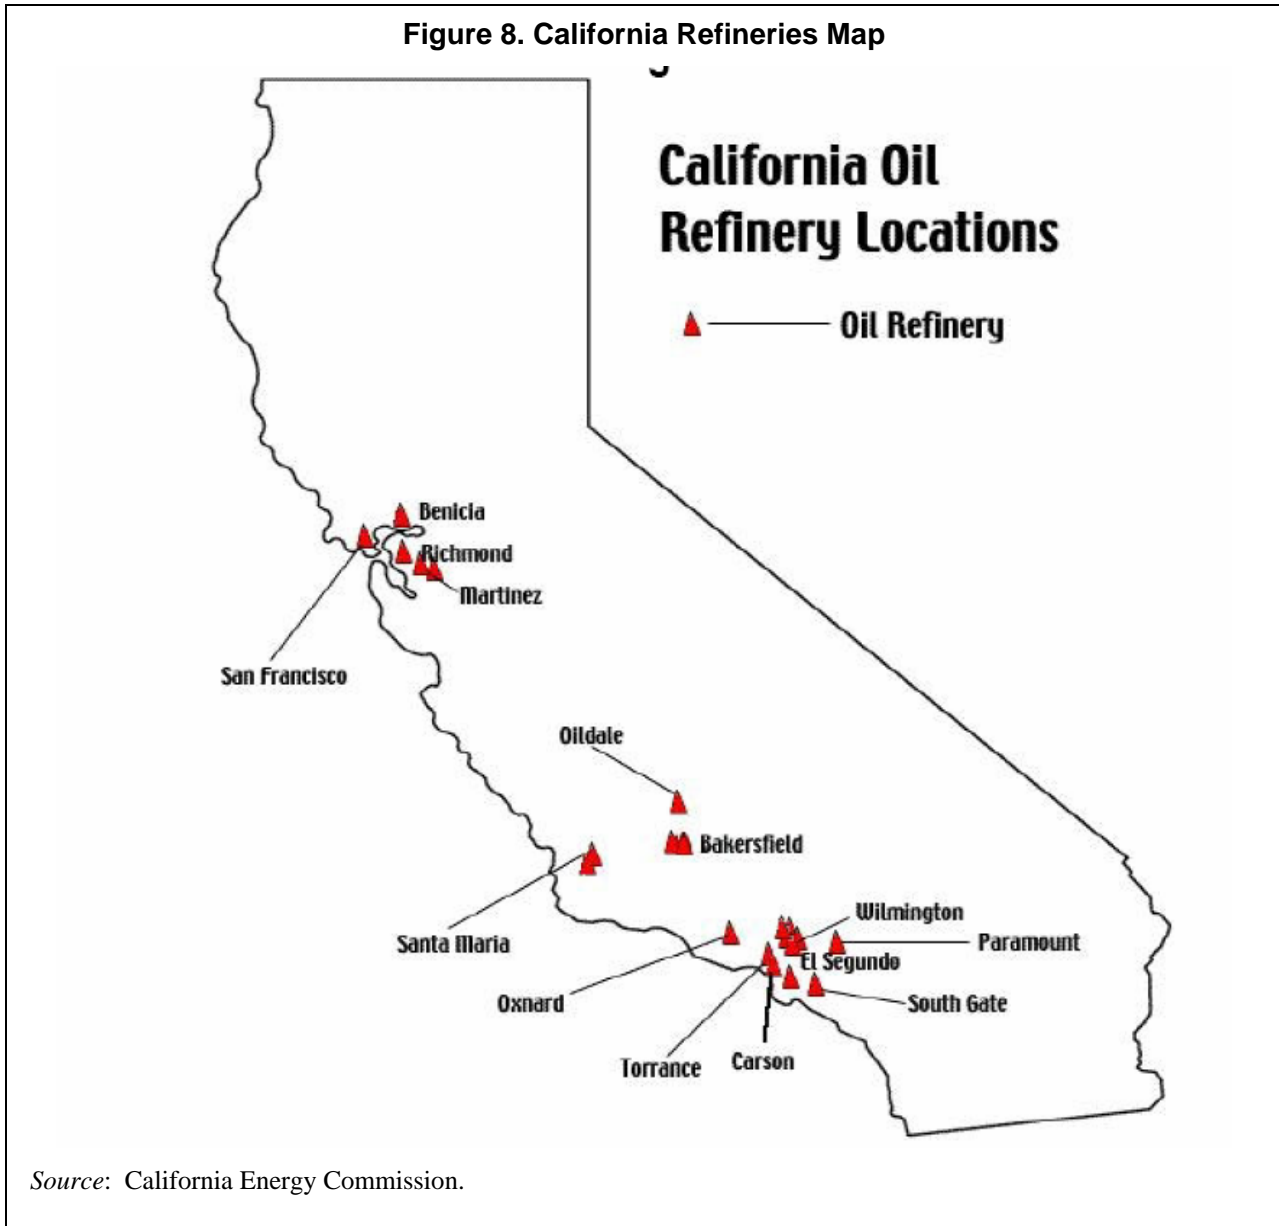 Figure 8. California Refineries Map
California Oil
Refinery Locations
Oil Refinery
Benicia
Richmond
Martinez
San Francisco
Oildale
Bakersfield
Santa Maria
Wilmington
Paramount
El Segundo
Oxnard
South Gate
Torrance
Carson
Source: California Energy Commission.